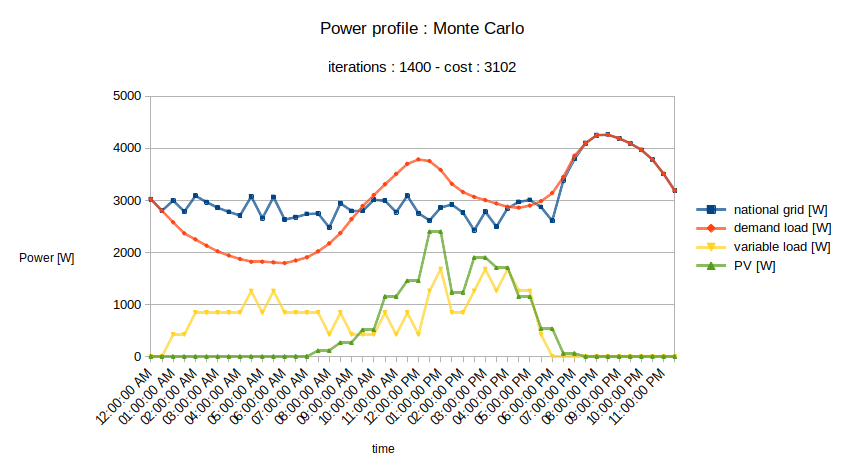 Power profile : Monte Carlo
iterations : 1400 - cost : 3102
5000
4000
3000
2000
1000
0
Power [W]
national grid [W]
demand load [W]
variable load [W]
PV [W]
12:00:00 AM
01:00:00 AM
02:00:00 AM
03:00:00 AM
04:00:00 AM
05:00:00 AM
06:00:00 AM
07:00:00 AM
08:00:00 AM
09:00:00 AM
10:00:00 AM
11:00:00 AM
12:00:00 PM
01:00:00 PM
02:00:00 PM
03:00:00 PM
04:00:00 PM
05:00:00 PM
06:00:00 PM
07:00:00 PM
08:00:00 PM
09:00:00 PM
10:00:00 PM
11:00:00 PM
time